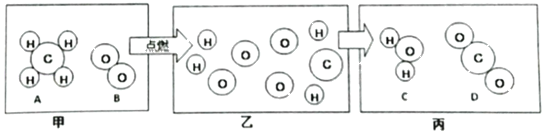 H H C H H O O
A B
甲
点燃
H H O O O O H C H
乙
H O H O C O
C D
丙